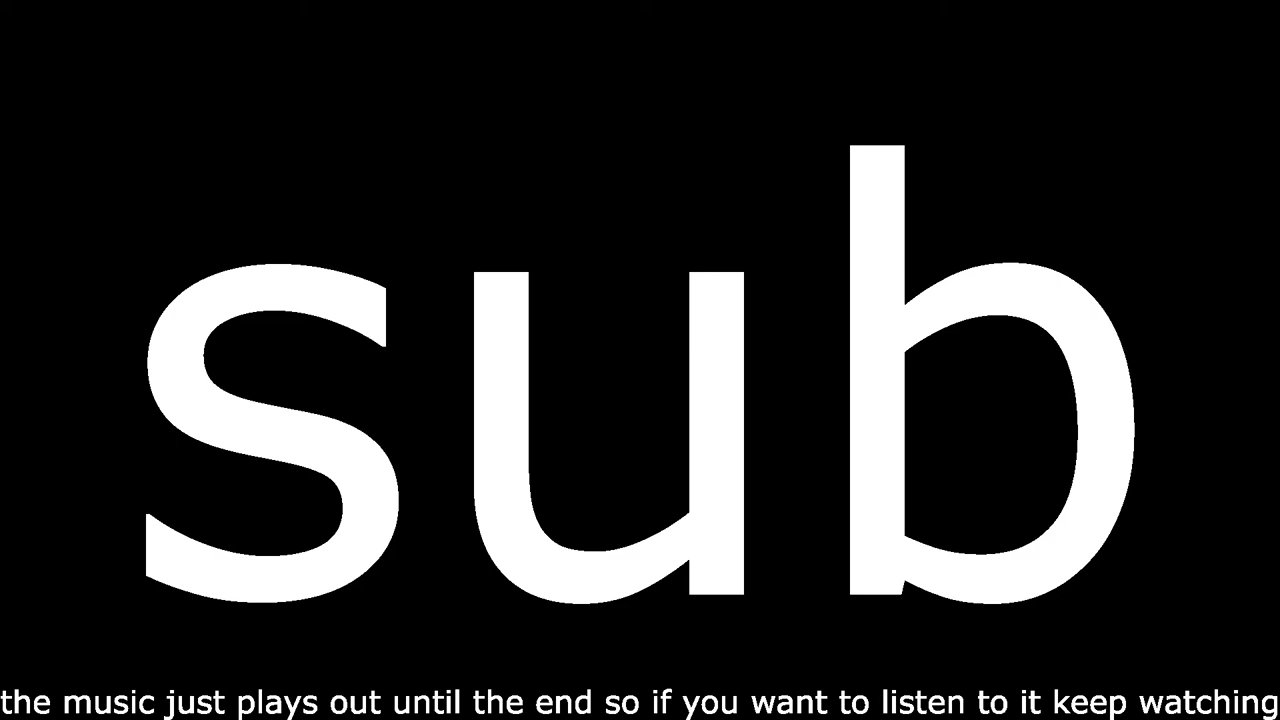 sub
the music just plays out until the end so if you want to listen to it keep watching